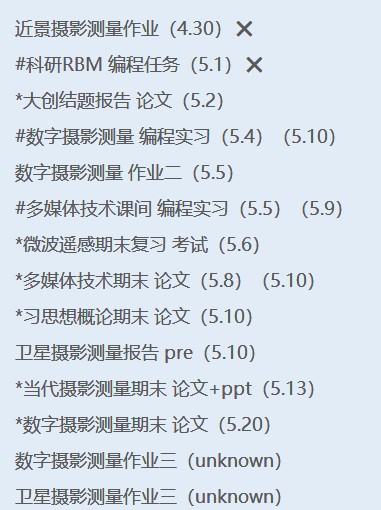 近景摄影测量作业（4.30）❌
#科研RBM 编程任务（5.1）❌
*大创结题报告 论文（5.2）
#数字摄影测量 编程实习（5.4）（5.10）
数字摄影测量 作业二（5.5）
#多媒体技术课间 编程实习（5.5）（5.9）
*微波遥感期末复习 考试（5.6）
*多媒体技术期末 论文（5.8）（5.10）
*习思想概论期末 论文（5.10）
卫星摄影测量报告 pre（5.10）
*当代摄影测量期末 论文+ppt（5.13）
*数字摄影测量期末 论文（5.20）
数字摄影测量作业三（unknown）
卫星摄影测量作业三（unknown）